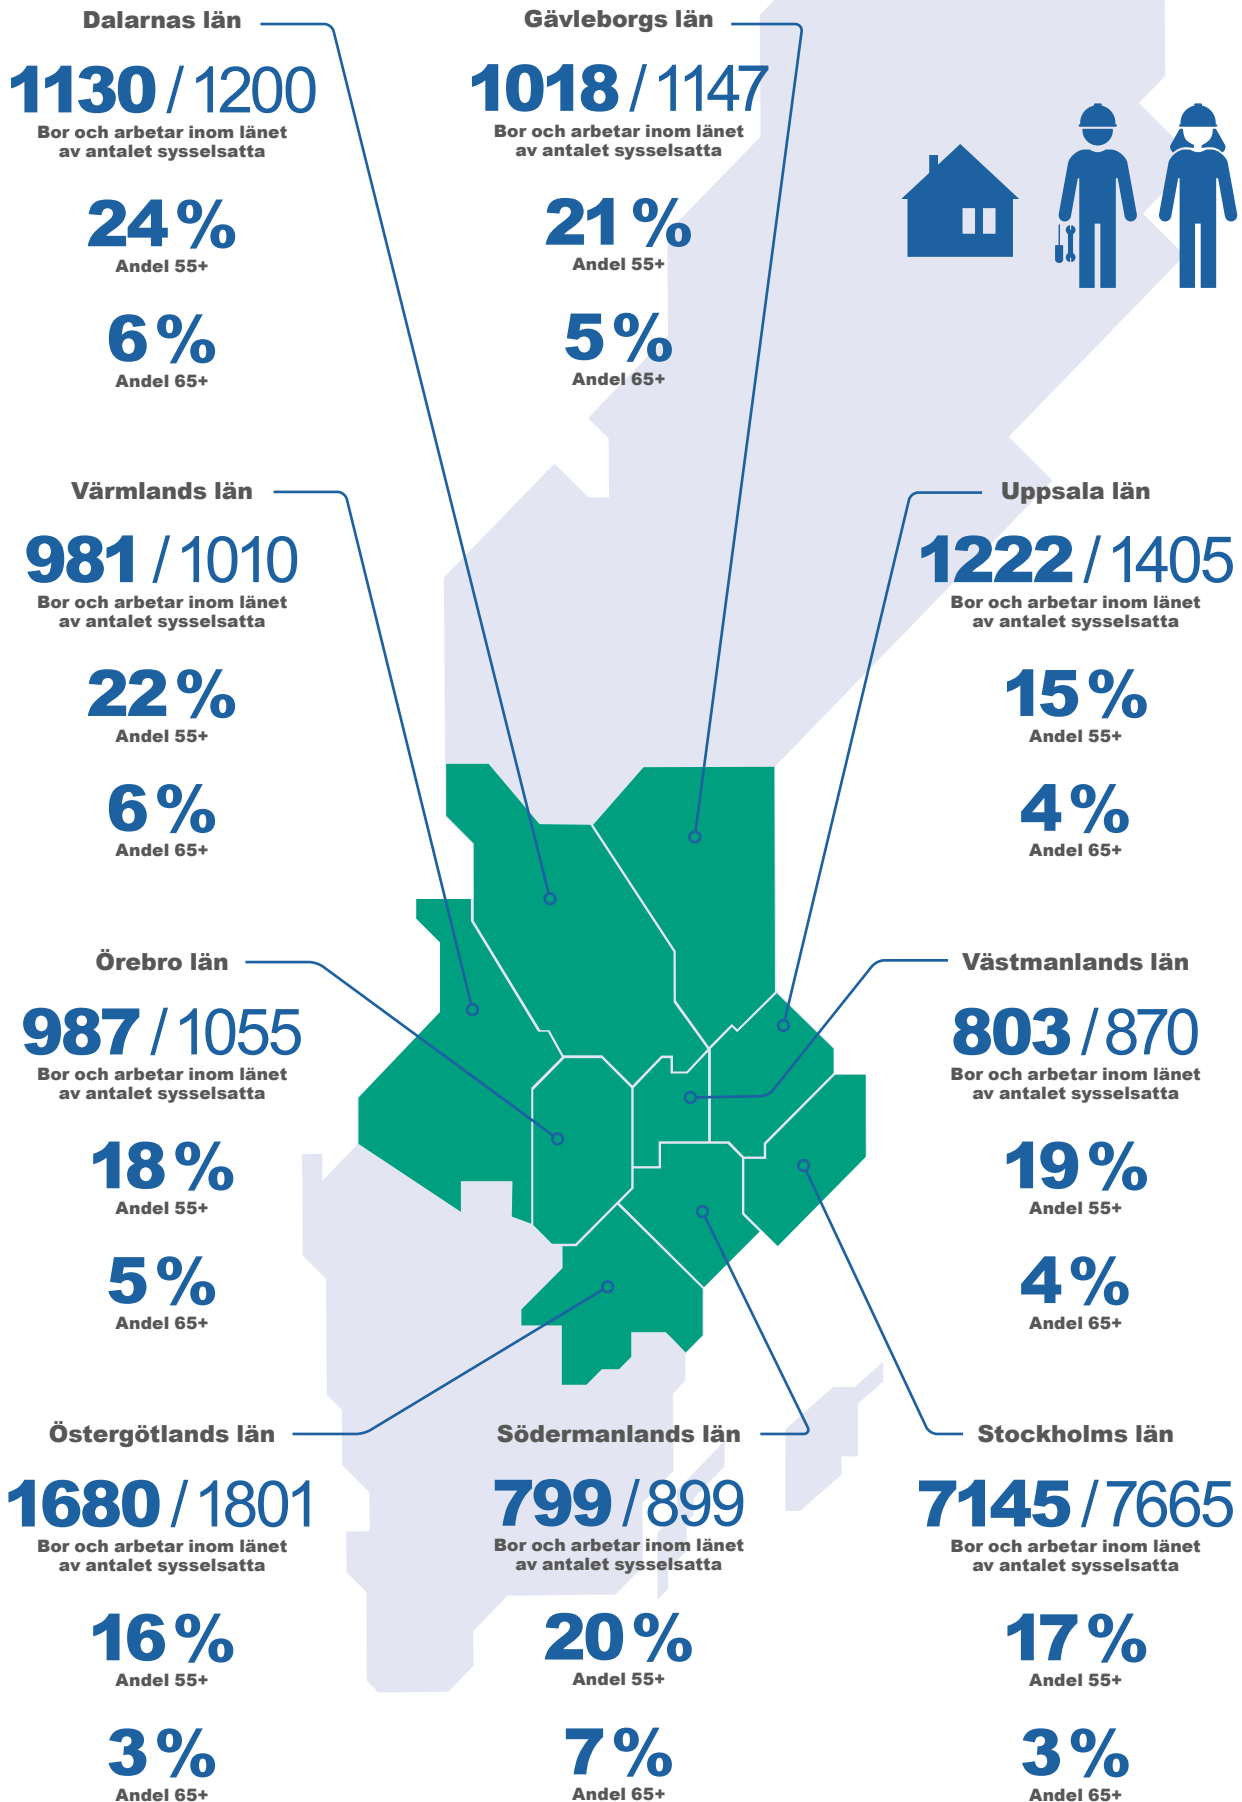 Dalarnas län
1130 / 1200
Bor och arbetar inom länet
av antalet sysselsatta
24 %
Andel 55+
6 %
Andel 65+
Gävleborgs län
1018 / 1147
Bor och arbetar inom länet
av antalet sysselsatta
21 %
Andel 55+
5 %
Andel 65+
Värmlands län
981 / 1010
Bor och arbetar inom länet
av antalet sysselsatta
22 %
Andel 55+
6 %
Andel 65+
Uppsala län
1222 / 1405
Bor och arbetar inom länet
av antalet sysselsatta
15 %
Andel 55+
4 %
Andel 65+
Örebro län
987 / 1055
Bor och arbetar inom länet
av antalet sysselsatta
18 %
Andel 55+
5 %
Andel 65+
Västmanlands län
803 / 870
Bor och arbetar inom länet
av antalet sysselsatta
19 %
Andel 55+
4 %
Andel 65+
Östergötlands län
1680 / 1801
Bor och arbetar inom länet
av antalet sysselsatta
16 %
Andel 55+
3 %
Andel 65+
Södermanlands län
799 / 899
Bor och arbetar inom länet
av antalet sysselsatta
20 %
Andel 55+
7 %
Andel 65+
Stockholms län
7145 / 7665
Bor och arbetar inom länet
av antalet sysselsatta
17 %
Andel 55+
3 %
Andel 65+